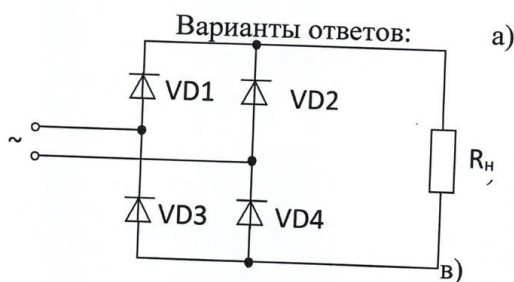 Варианты ответов: а)
VD1 VD2
~
Rн
VD3 VD4
в)